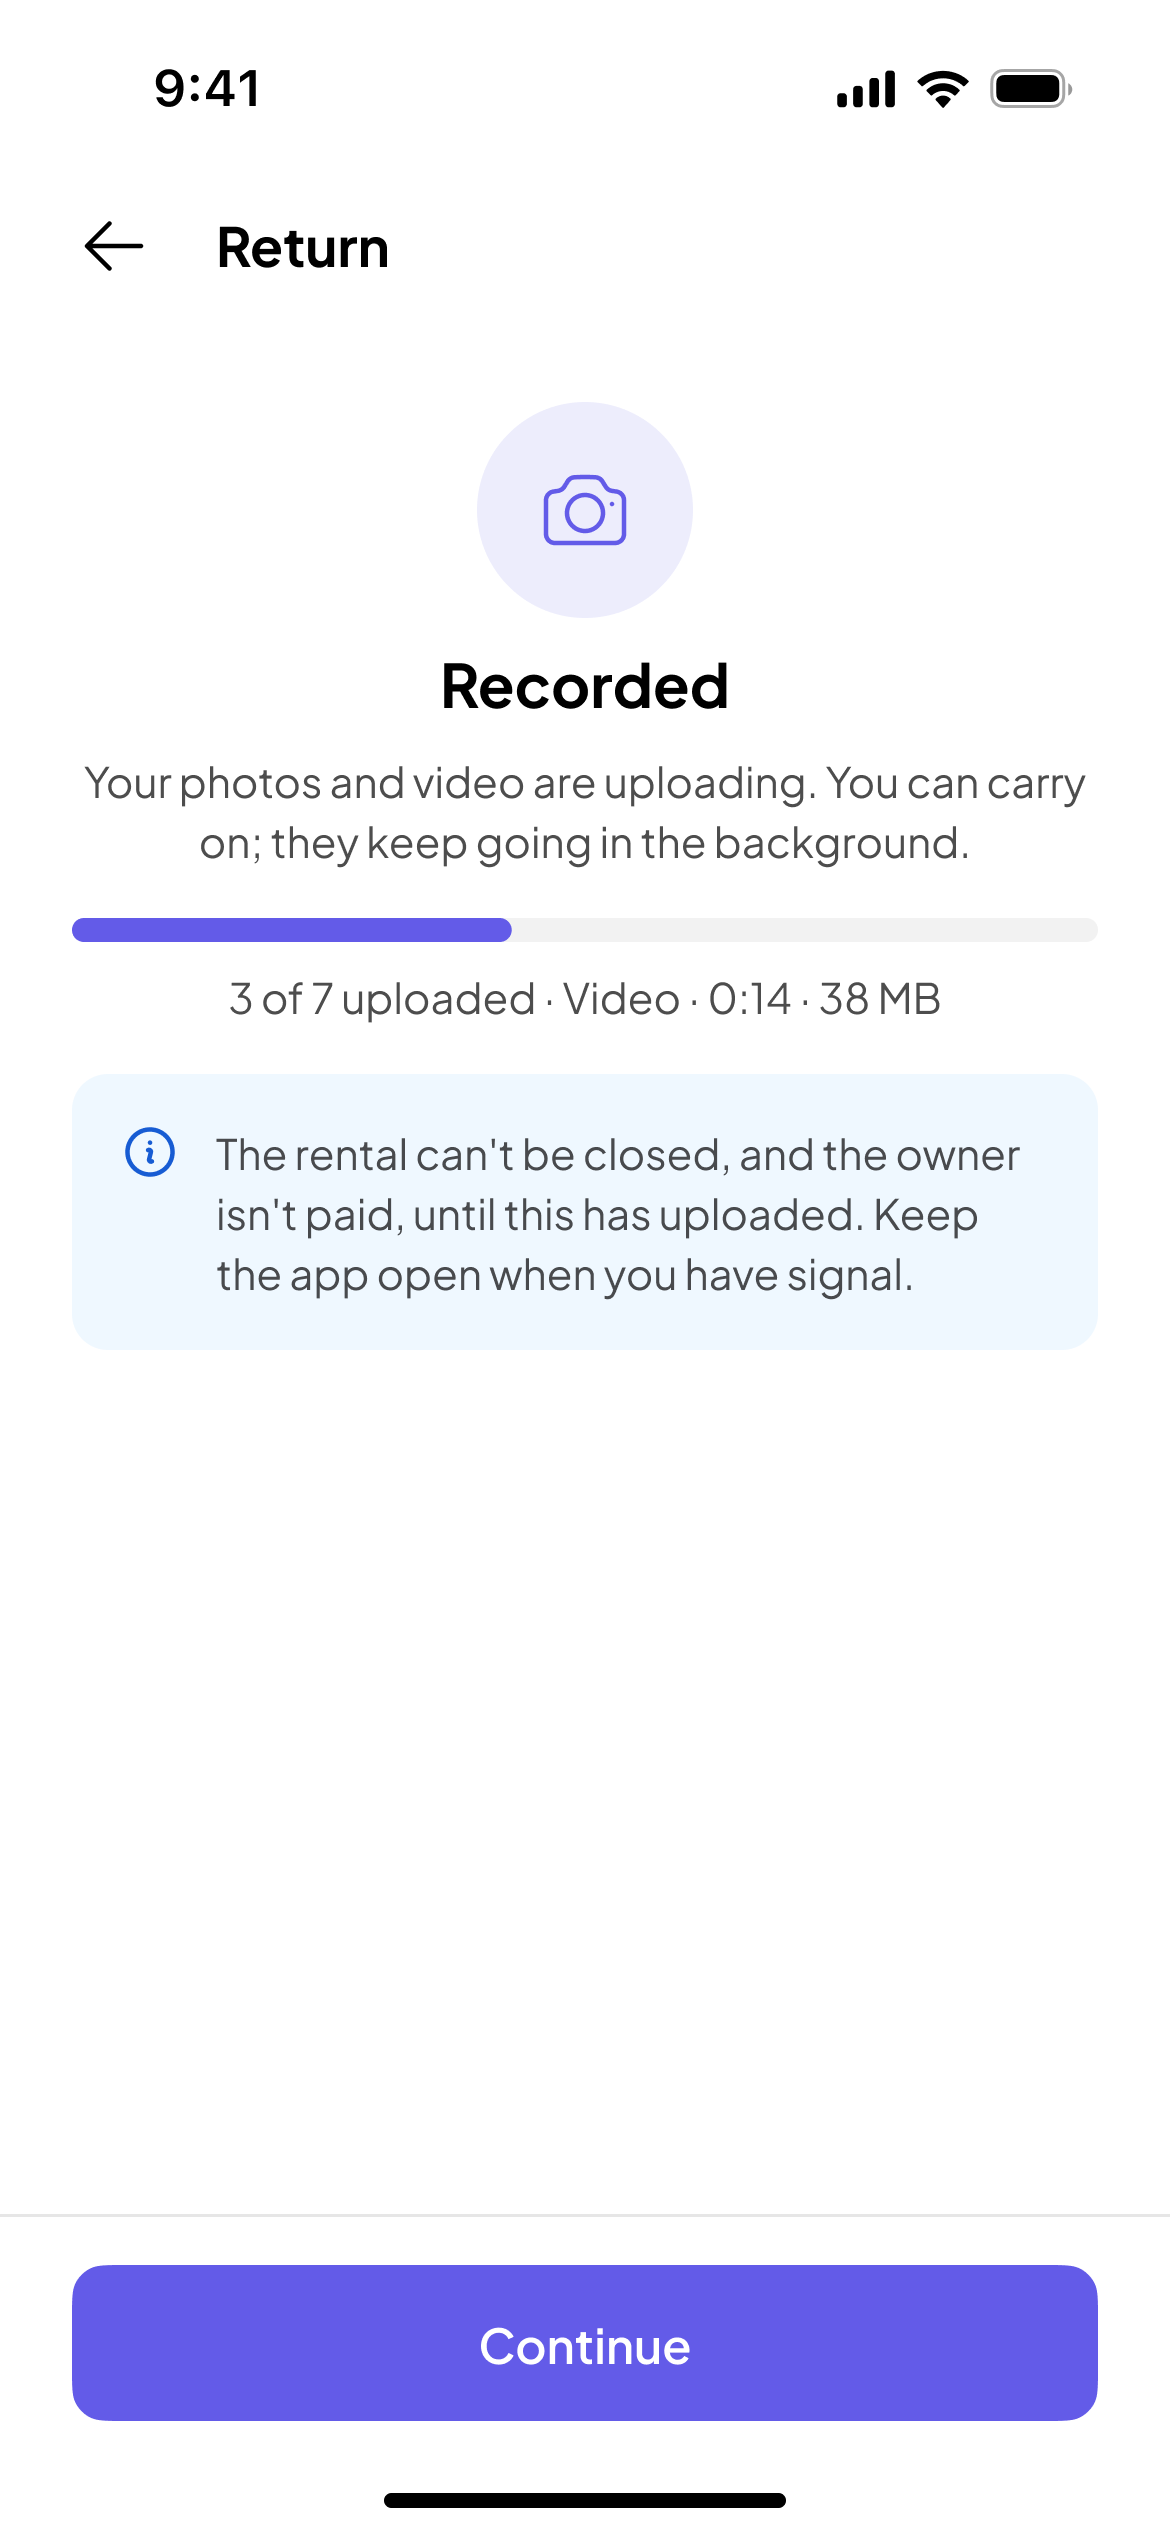 9:41
Return
Recorded
Your photos and video are uploading. You can carry
on; they keep going in the background.
3 of 7 uploaded · Video · 0:14 · 38 MB
The rental can't be closed, and the owner
isn't paid, until this has uploaded. Keep
the app open when you have signal.
Continue